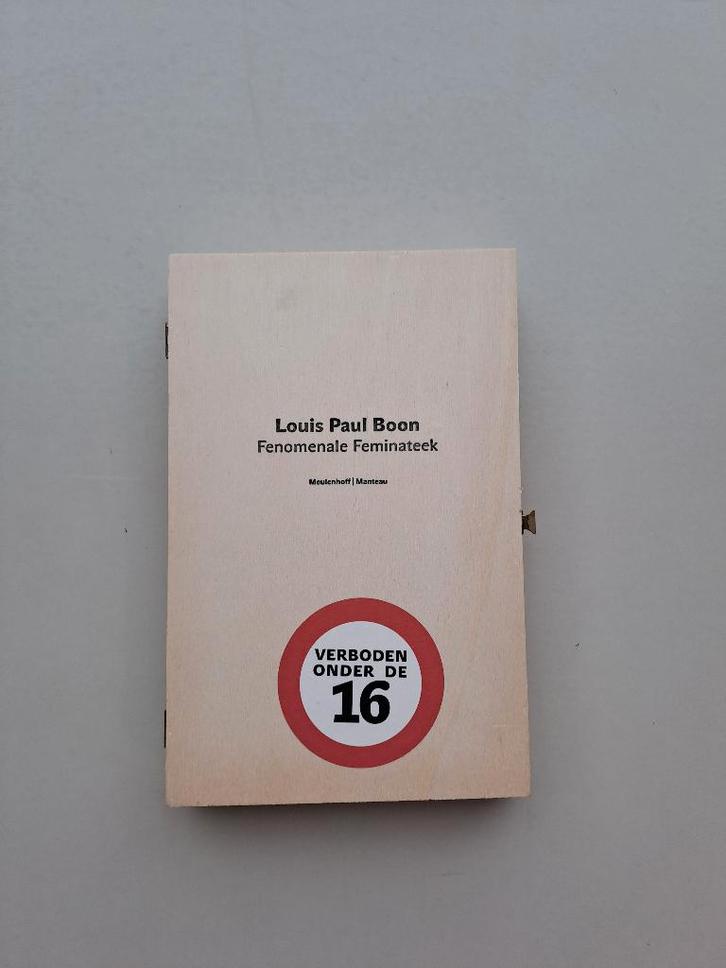 Louis Paul Boon
Fenomenale Feminateek
Meulenhoff | Manteau
VERBODEN
ONDER DE
16